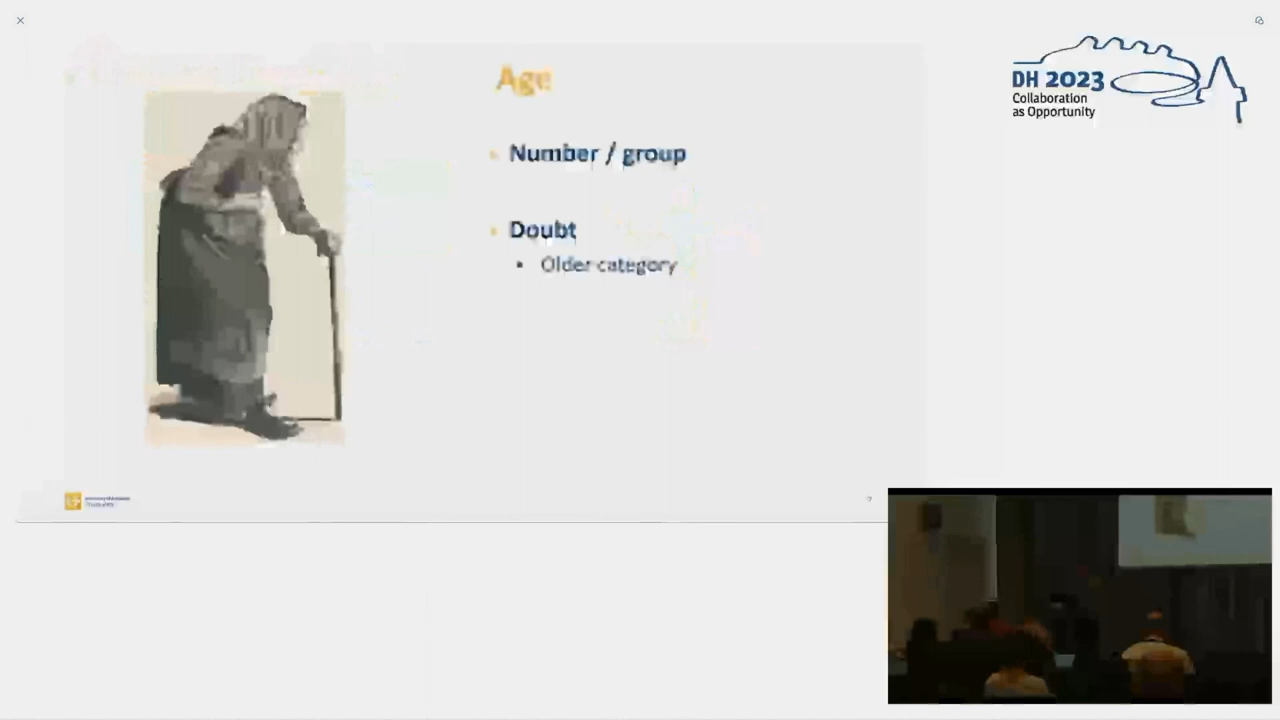 Age
Number / group
Doubt
Older category
DH 2023
Collaboration
as Opportunity